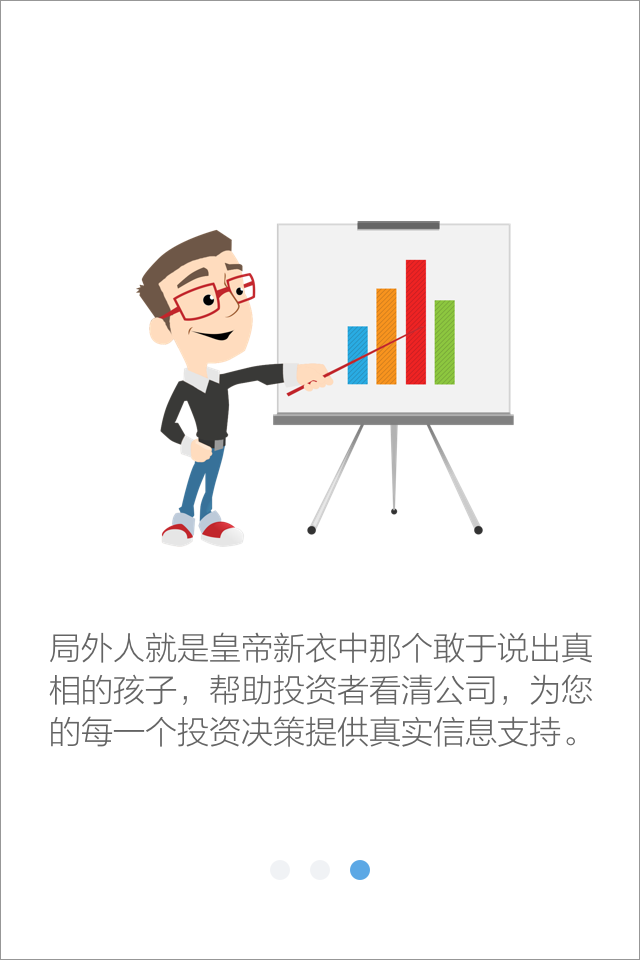 局外人就是皇帝新衣中那个敢于说出真
相的孩子，帮助投资者看清公司，为您
的每一个投资决策提供真实信息支持。